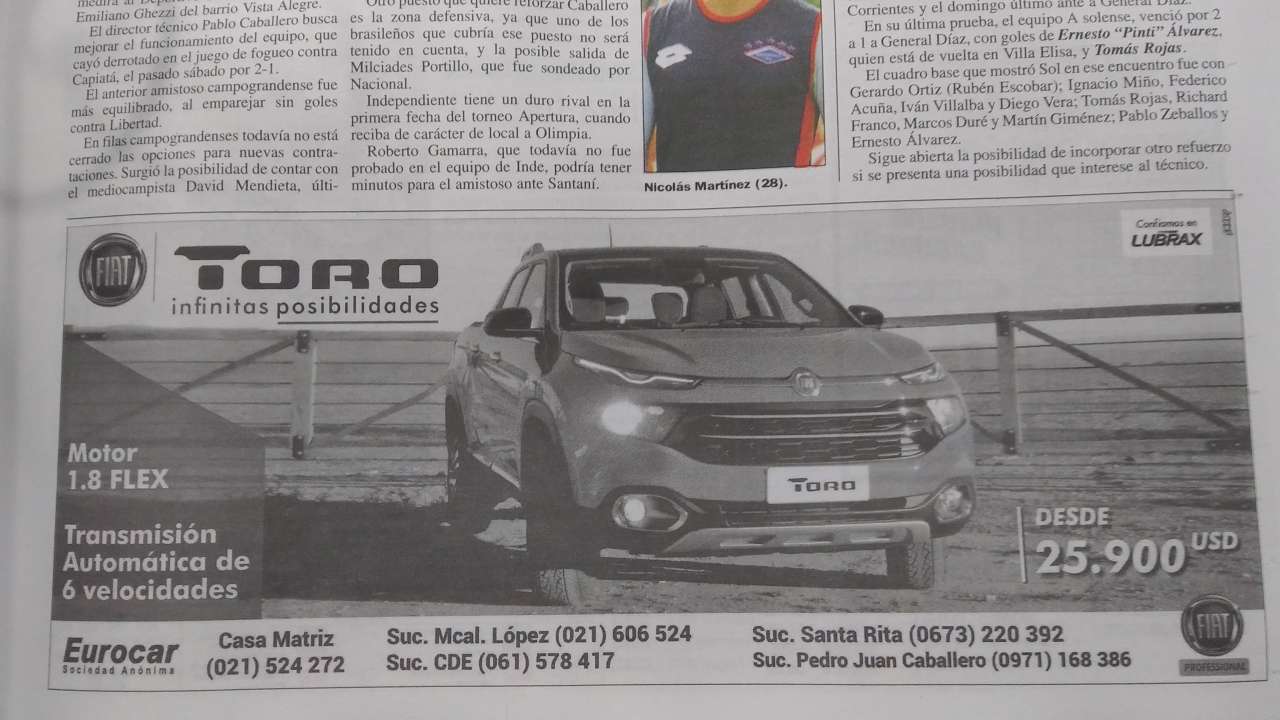 Emiliano Ghezzi del barrio Vista Alegre.
El director técnico Pablo Caballero busca
mejorar el funcionamiento del equipo, que
cayó derrotado en el juego de fogueo contra
Capiatá, el pasado sábado por 2-1.
El anterior amistoso campograndense fue
más equilibrado, al emparejar sin goles
contra Libertad.
En filas campograndenses todavía no está
cerrado las opciones para nuevas contra-
taciones. Surgió la posibilidad de contar con
el mediocampista David Mendieta, últi-
Otro puesto que quiere reforzar Caballero
es la zona defensiva, ya que uno de los
brasileños que cubría ese puesto no será
tenido en cuenta, y la posible salida de
Milciades Portillo, que fue sondeado por
Nacional.
Independiente tiene un duro rival en la
primera fecha del torneo Apertura, cuando
reciba de carácter de local a Olimpia.
Roberto Gamarra, que todavía no fue
probado en el equipo de Inde, podría tener
minutos para el amistoso ante Santaní.
lotto
Nicolás Martínez (28).
Corrientes y el domingo último ante a General Díaz.
En su última prueba, el equipo A solense, venció por 2
a 1 a General Díaz, con goles de Ernesto “Pinti” Álvarez,
quien está de vuelta en Villa Elisa, y Tomás Rojas.
El cuadro base que mostró Sol en ese encuentro fue con
Gerardo Ortiz (Rubén Escobar); Ignacio Miño, Federico
Acuña, Iván Villalba y Diego Vera; Tomás Rojas, Richard
Franco, Marcos Duré y Martín Giménez; Pablo Zeballos y
Ernesto Álvarez.
Sigue abierta la posibilidad de incorporar otro refuerzo
si se presenta una posibilidad que interese al técnico.
FIAT
TORO
infinitas posibilidades
Confiamos en
LUBRAX
Motor
1.8 FLEX
Transmisión
Automática de
6 velocidades
TORO
DESDE
25.900 USD
Eurocar
Sociedad Anónima
Casa Matriz
(021) 524 272
Suc. Mcal. López (021) 606 524
Suc. CDE (061) 578 417
Suc. Santa Rita (0673) 220 392
Suc. Pedro Juan Caballero (0971) 168 386
FIAT
PROFESSIONAL